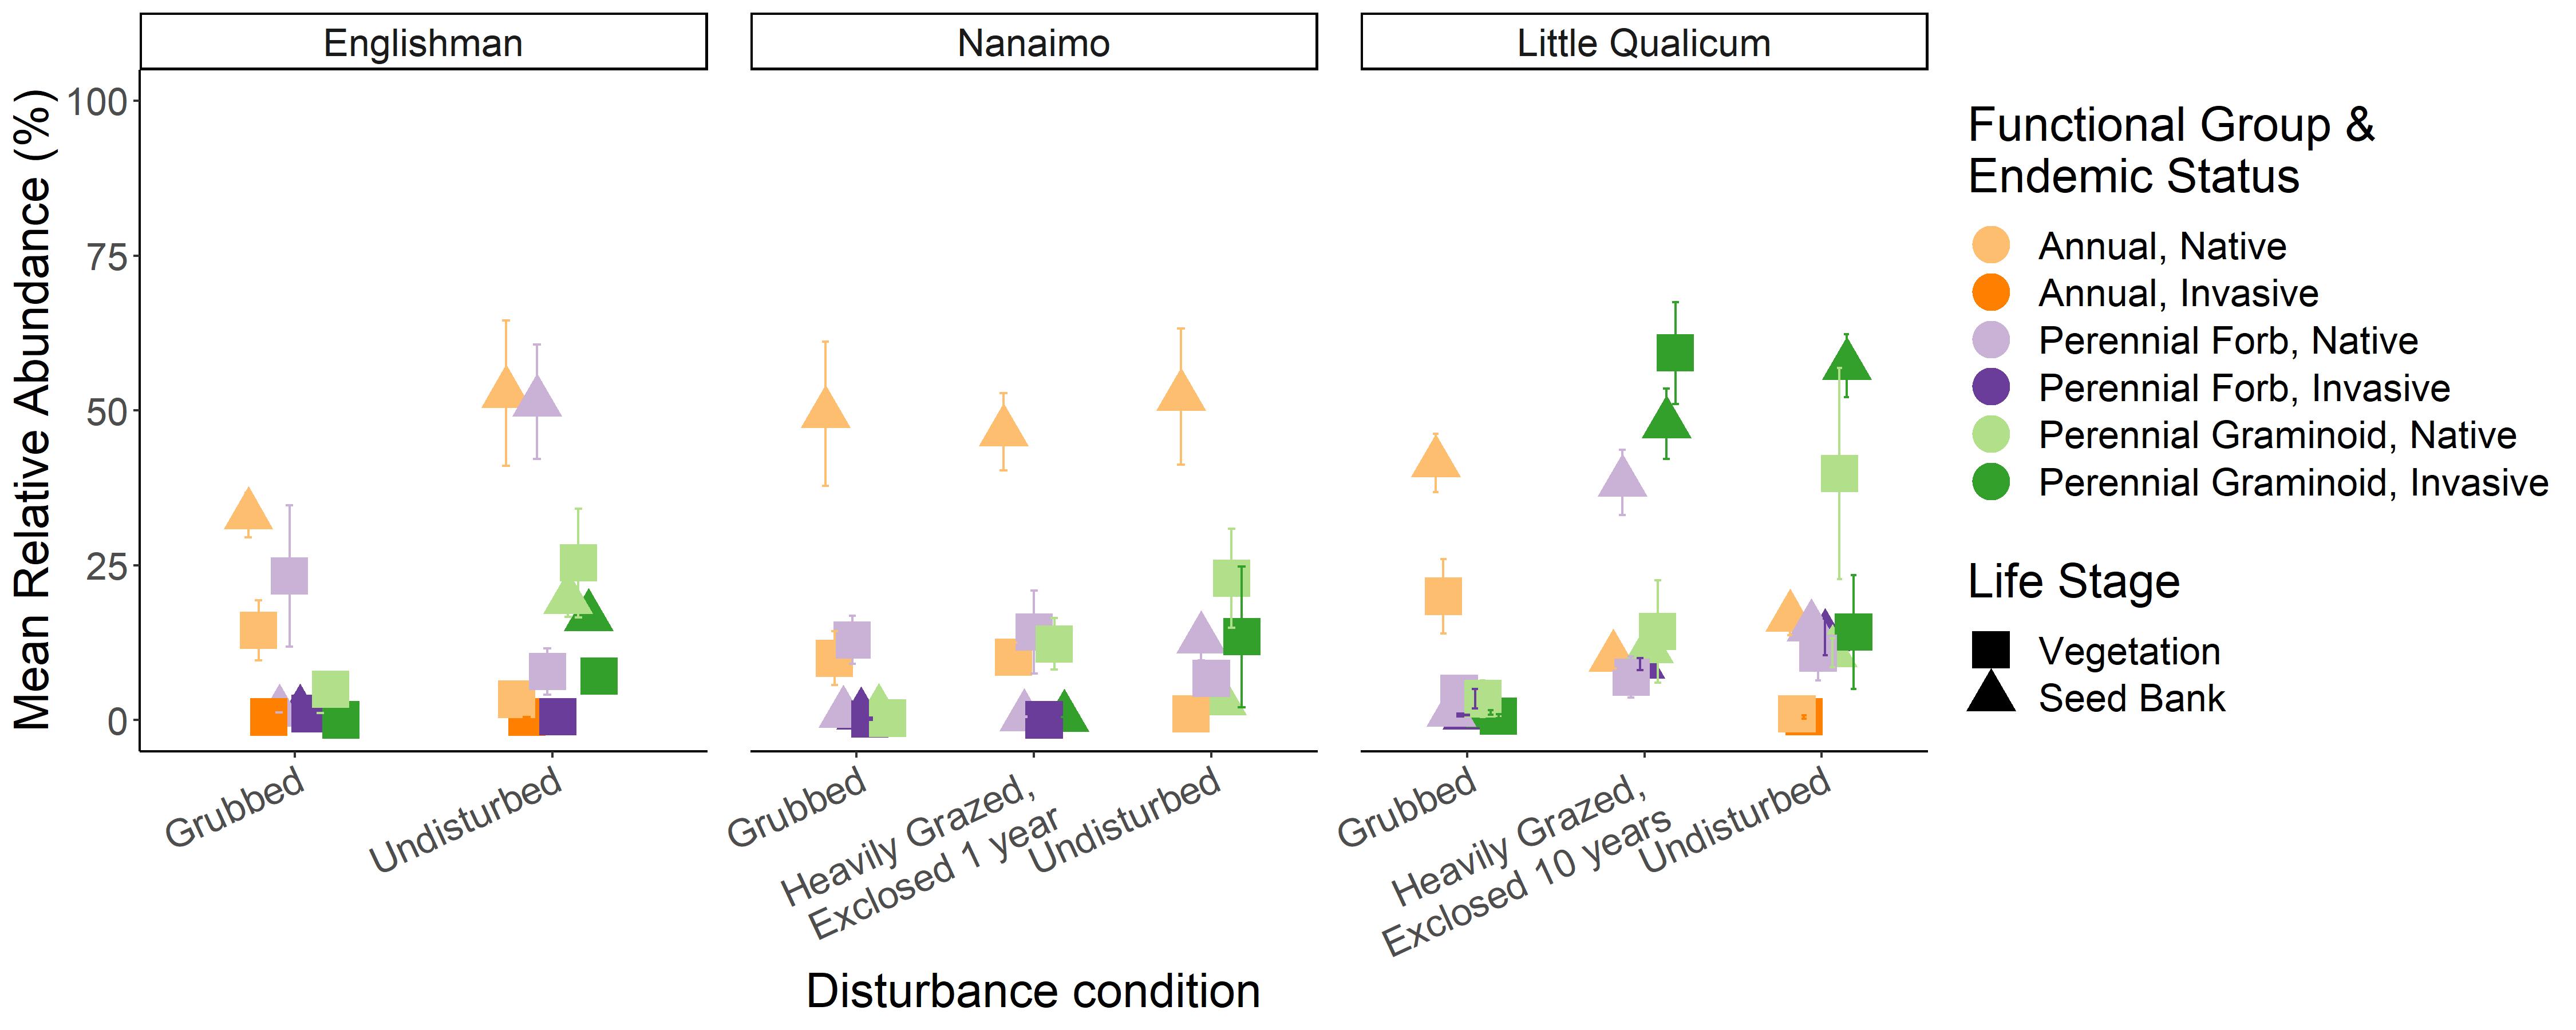 Englishman
Nanaimo
Little Qualicum
Mean Relative Abundance (%)
100
75
50
25
0
Grubbed
Undisturbed
Grubbed
Heavily Grazed,
Exclosed 1 year
Undisturbed
Grubbed
Heavily Grazed,
Exclosed 10 years
Undisturbed
Disturbance condition
Functional Group &
Endemic Status
Annual, Native
Annual, Invasive
Perennial Forb, Native
Perennial Forb, Invasive
Perennial Graminoid, Native
Perennial Graminoid, Invasive
Life Stage
Vegetation
Seed Bank